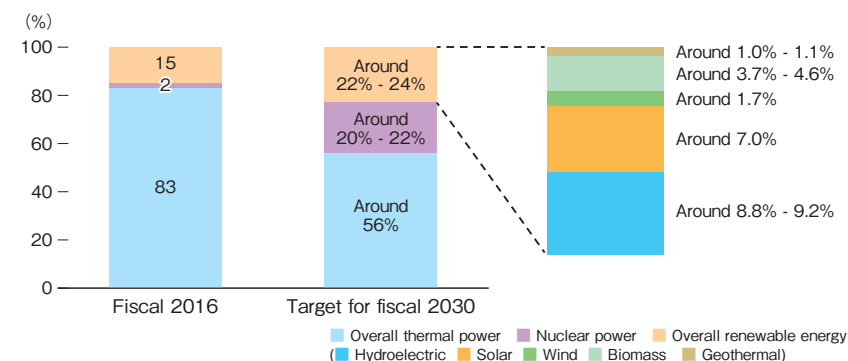 (%)
100
80
60
40
20
0
15
2
83
Around
22% - 24%
Around
20% - 22%
Around
56%
Around 1.0% - 1.1%
Around 3.7% - 4.6%
Around 1.7%
Around 7.0%
Around 8.8% - 9.2%
Fiscal 2016
Target for fiscal 2030
Overall thermal power Nuclear power Overall renewable energy
( Hydroelectric Solar Wind Biomass Geothermal)